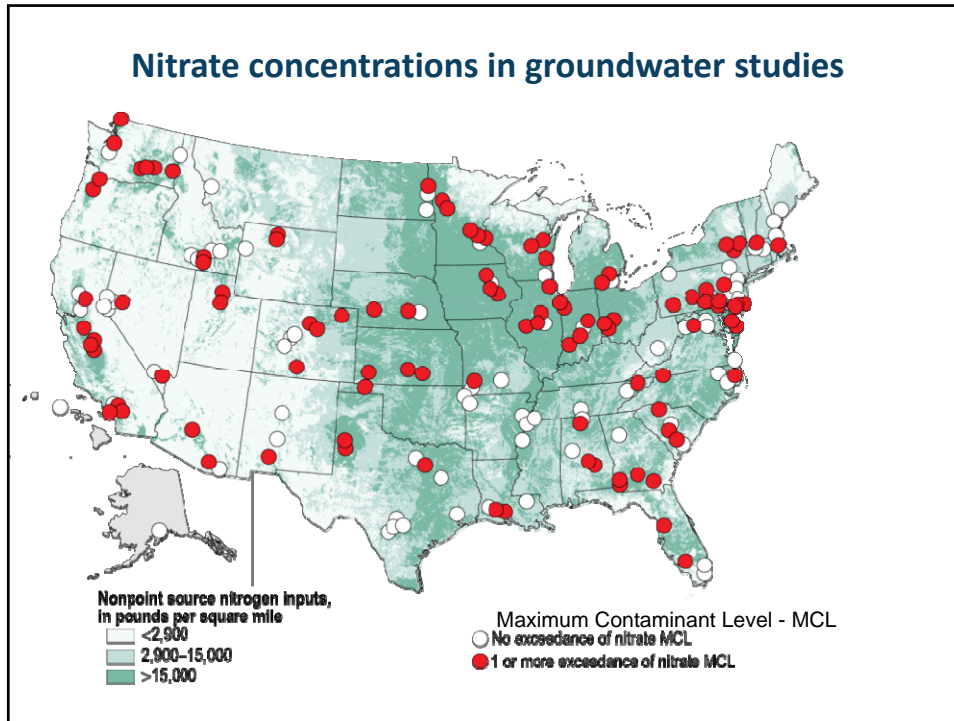 Nitrate concentrations in groundwater studies
Nonpoint source nitrogen inputs,
in pounds per square mile
<2,900
2,900–15,000
>15,000
Maximum Contaminant Level - MCL
No exceedance of nitrate MCL
1 or more exceedance of nitrate MCL